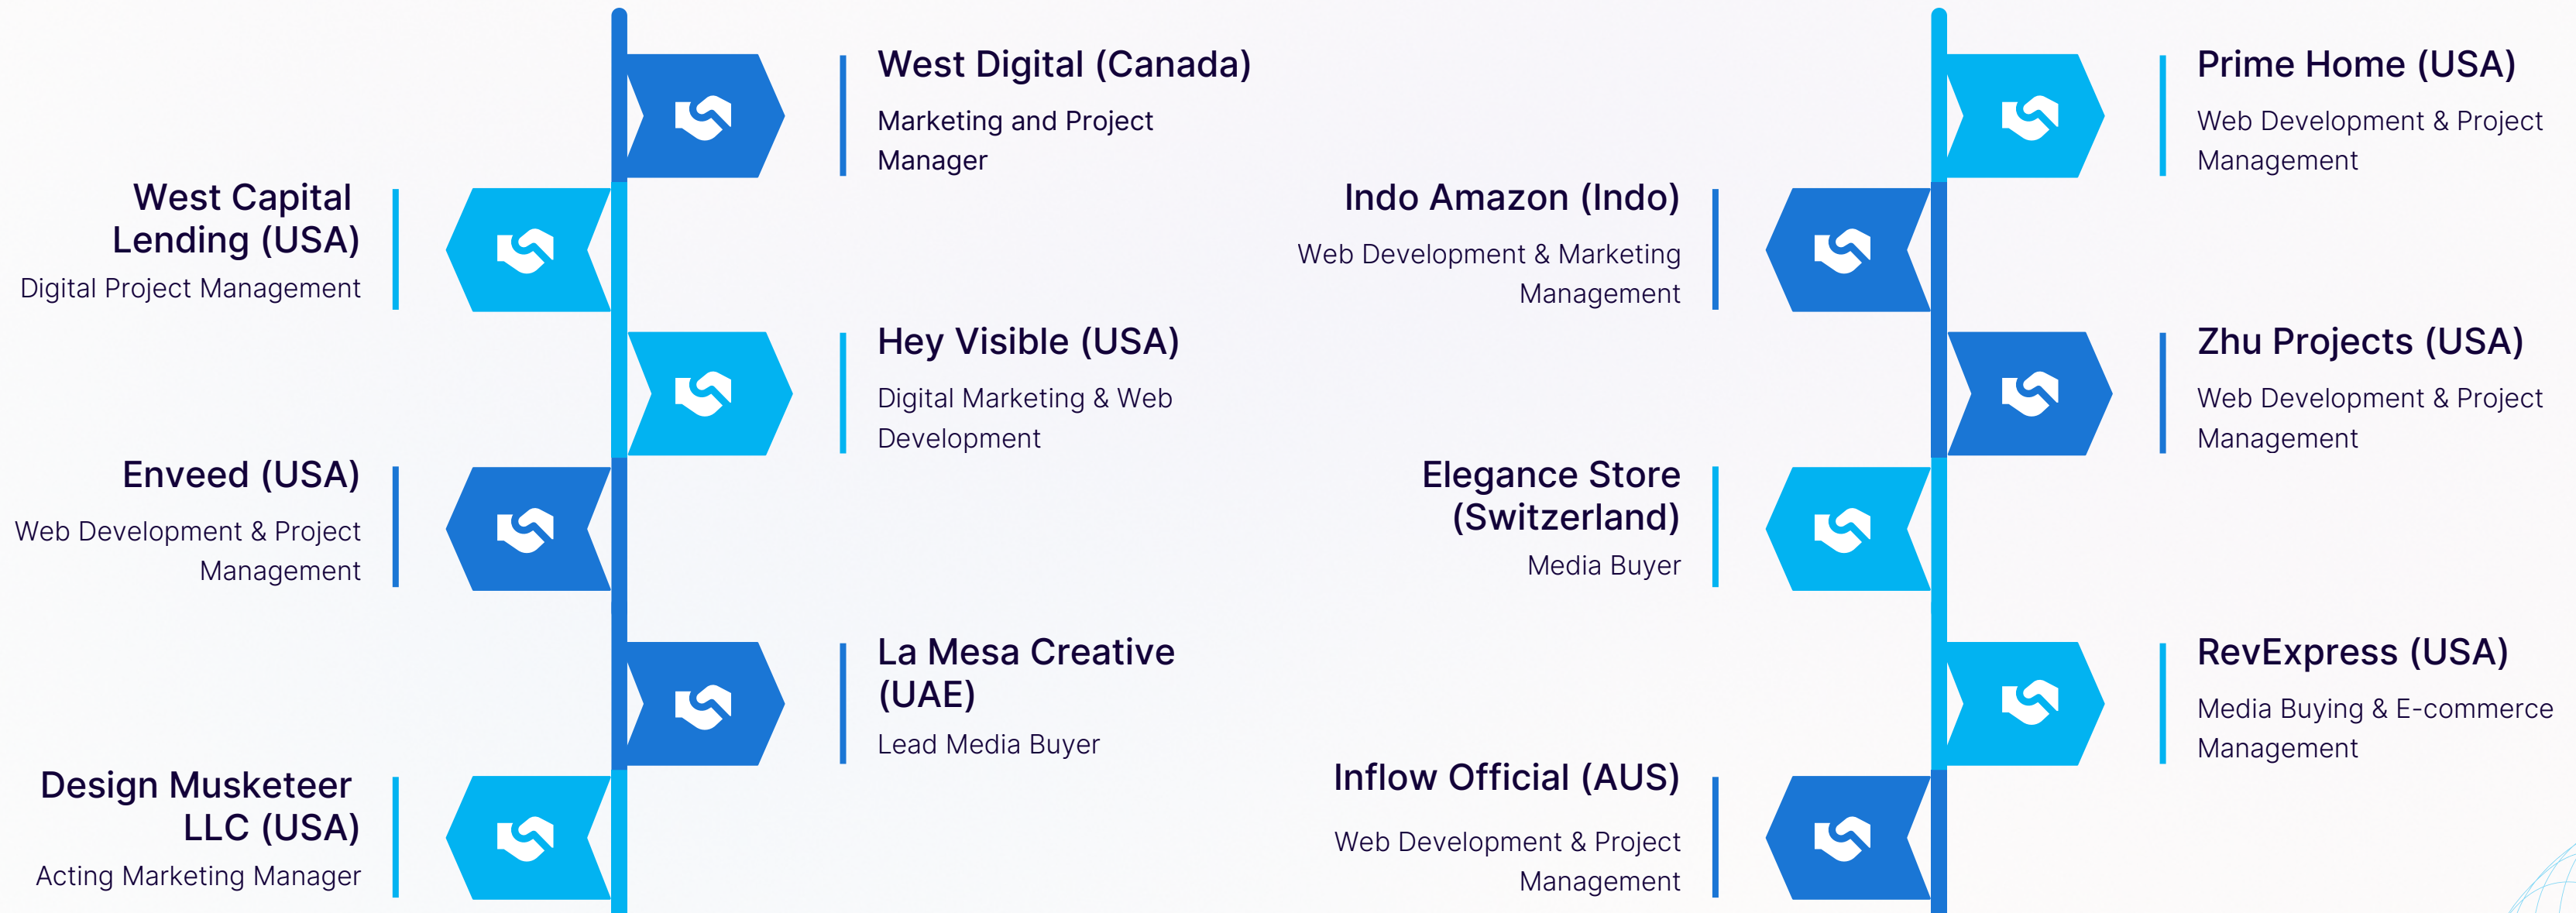 West Digital (Canada)
Marketing and Project
Manager
West Capital
Lending (USA)
Digital Project Management
Hey Visible (USA)
Digital Marketing & Web
Development
Enveed (USA)
Web Development & Project
Management
La Mesa Creative
(UAE)
Lead Media Buyer
Design Musketeer
LLC (USA)
Acting Marketing Manager
Prime Home (USA)
Web Development & Project
Management
Indo Amazon (Indo)
Web Development & Marketing
Management
Zhu Projects (USA)
Web Development & Project
Management
Elegance Store
(Switzerland)
Media Buyer
RevExpress (USA)
Media Buying & E-commerce
Management
Inflow Official (AUS)
Web Development & Project
Management